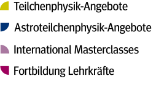 Teilchenphysik-Angebote
Astroteilchenphysik-Angebote
International Masterclasses
Fortbildung Lehrkräfte